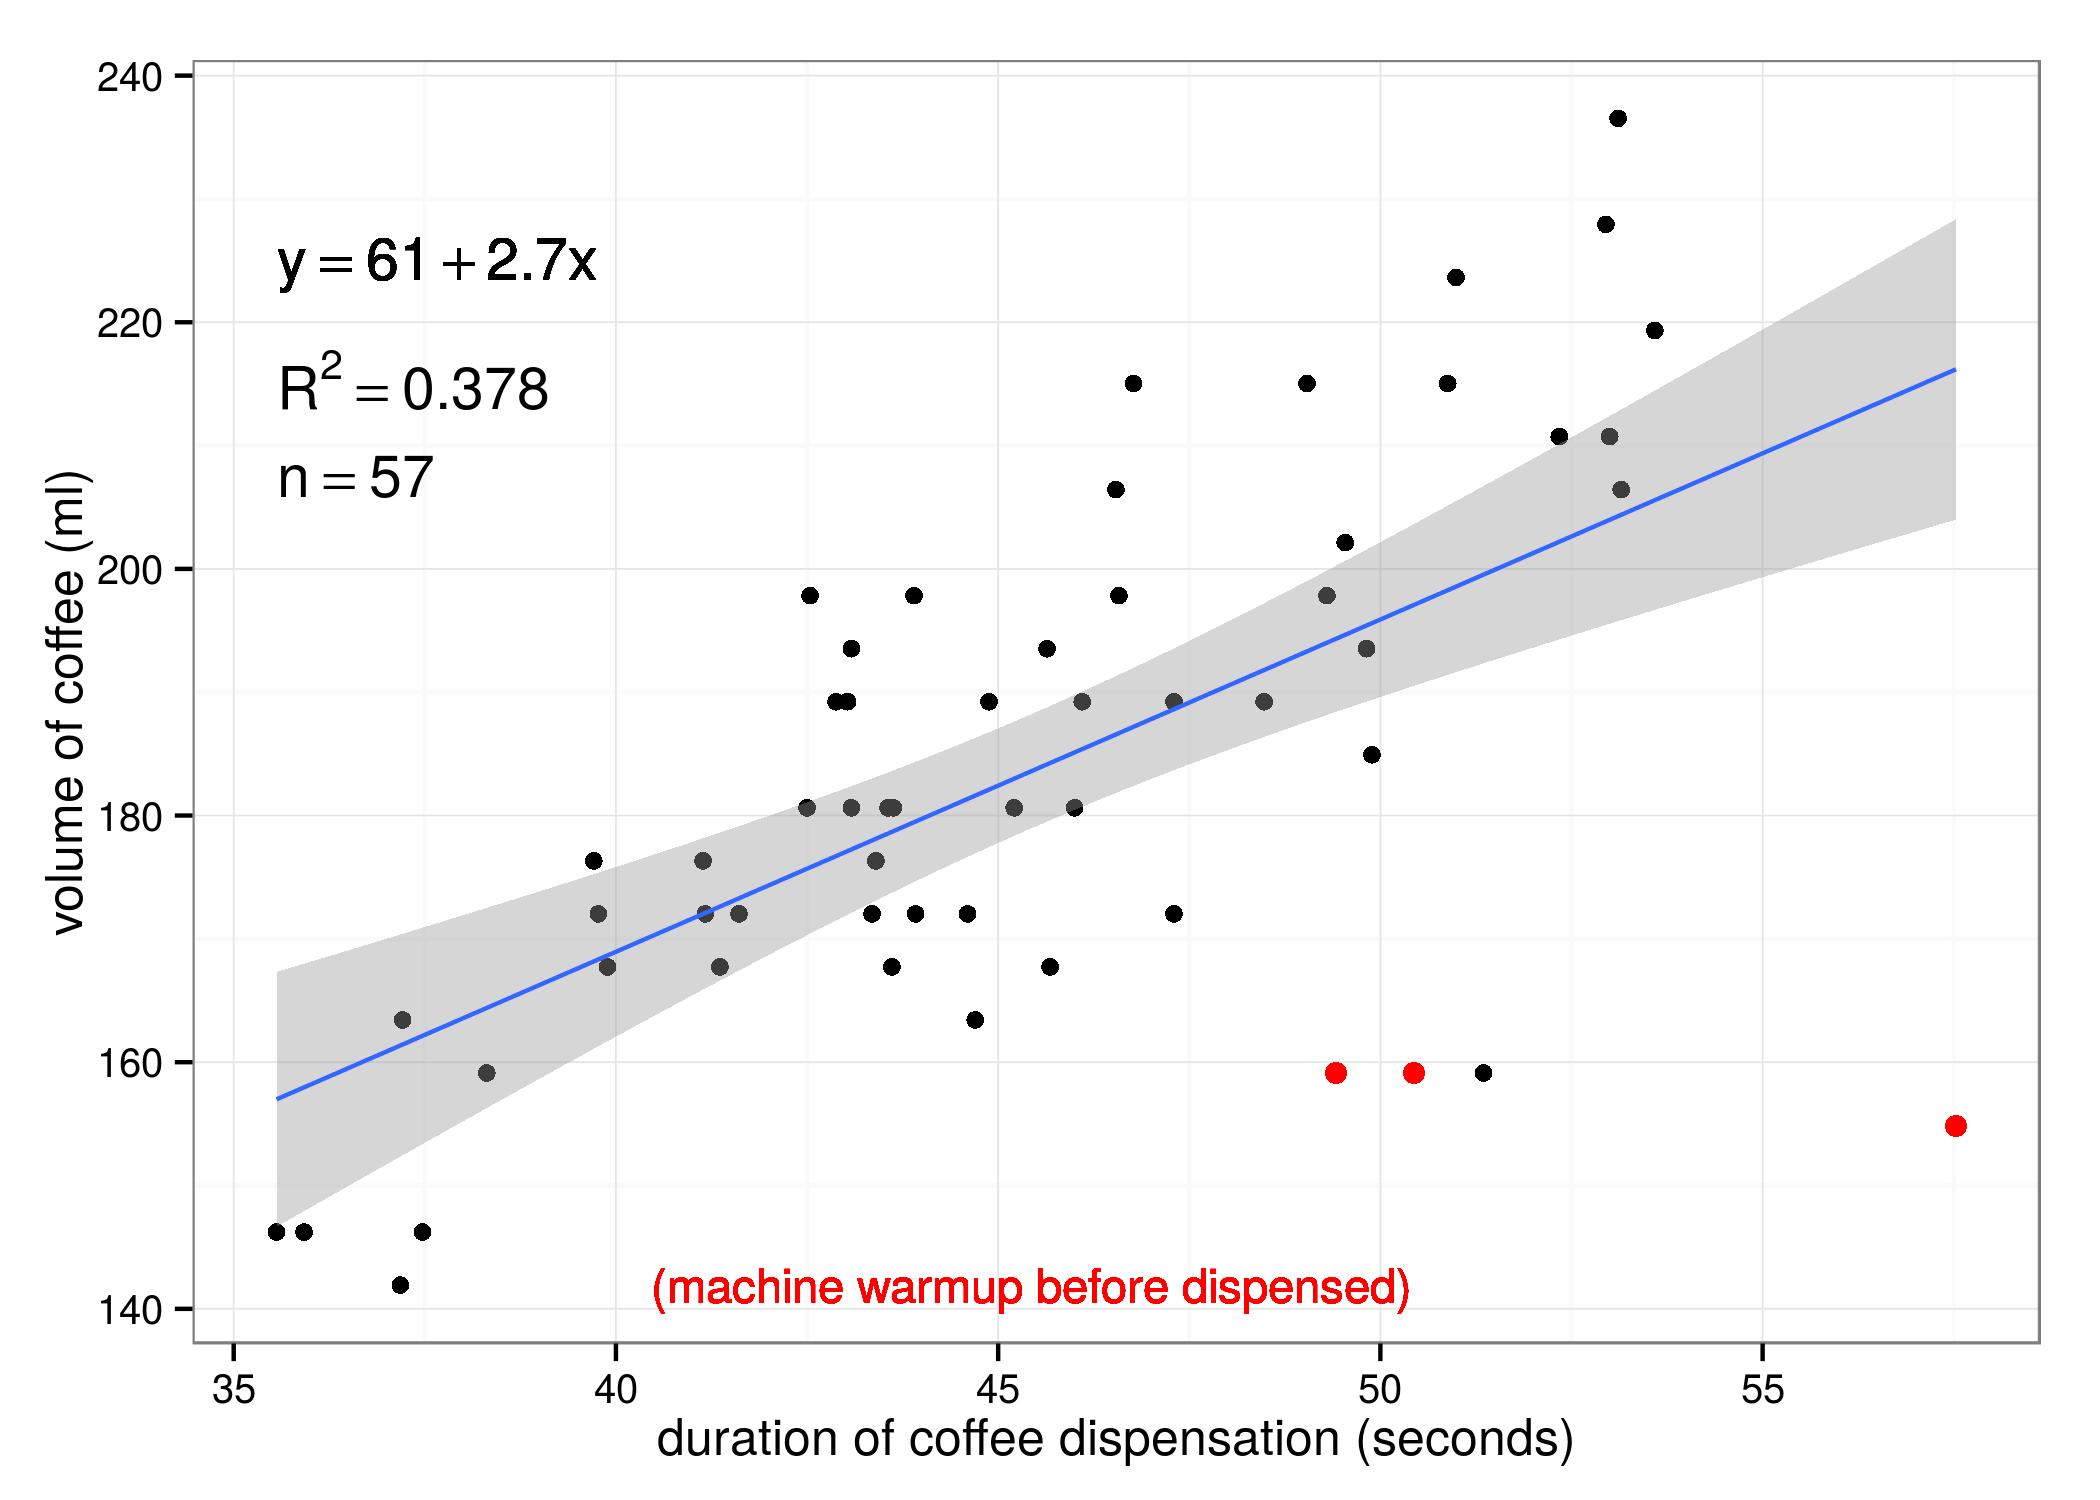 240
y = 61 + 2.7x
220
R² = 0.378
n = 57
200
180
160
140
(machine warmup before dispensed)
volume of coffee (ml)
35 40 45 50 55
duration of coffee dispensation (seconds)